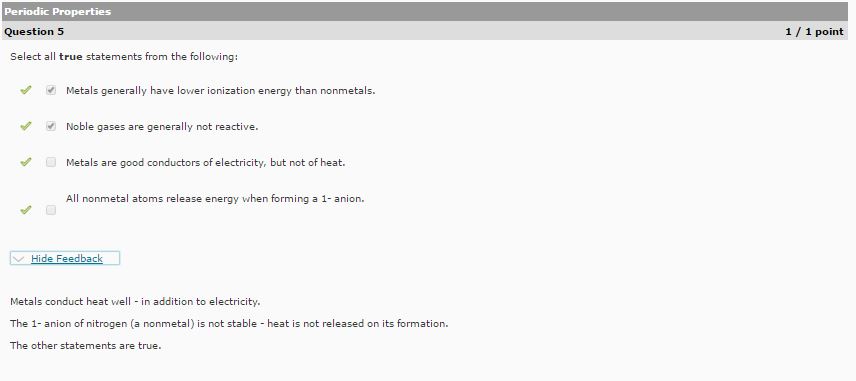 Periodic Properties
Question 5 1 / 1 point
Select all true statements from the following:
Metals generally have lower ionization energy than nonmetals.
Noble gases are generally not reactive.
Metals are good conductors of electricity, but not of heat.
All nonmetal atoms release energy when forming a 1- anion.
Hide Feedback
Metals conduct heat well - in addition to electricity.
The 1- anion of nitrogen (a nonmetal) is not stable - heat is not released on its formation.
The other statements are true.